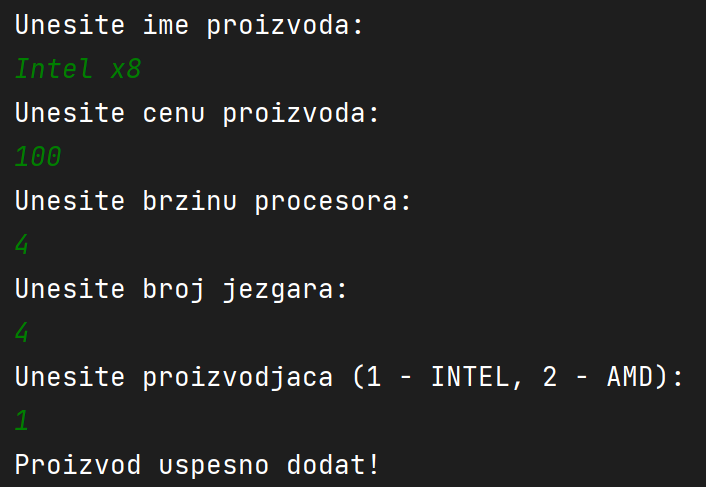 Unesite ime proizvoda:
Intel x8
Unesite cenu proizvoda:
100
Unesite brzinu procesora:
4
Unesite broj jezgara:
4
Unesite proizvodjaca (1 - INTEL, 2 - AMD):
1
Proizvod uspesno dodat!